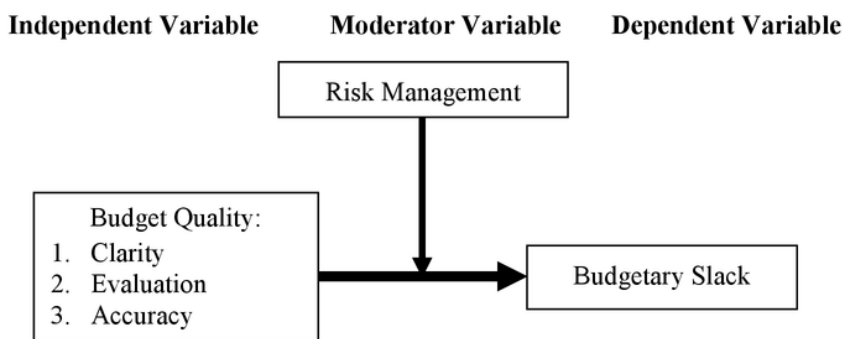 Independent Variable Moderator Variable Dependent Variable
Risk Management
Budget Quality:
1. Clarity
2. Evaluation
3. Accuracy
Budgetary Slack